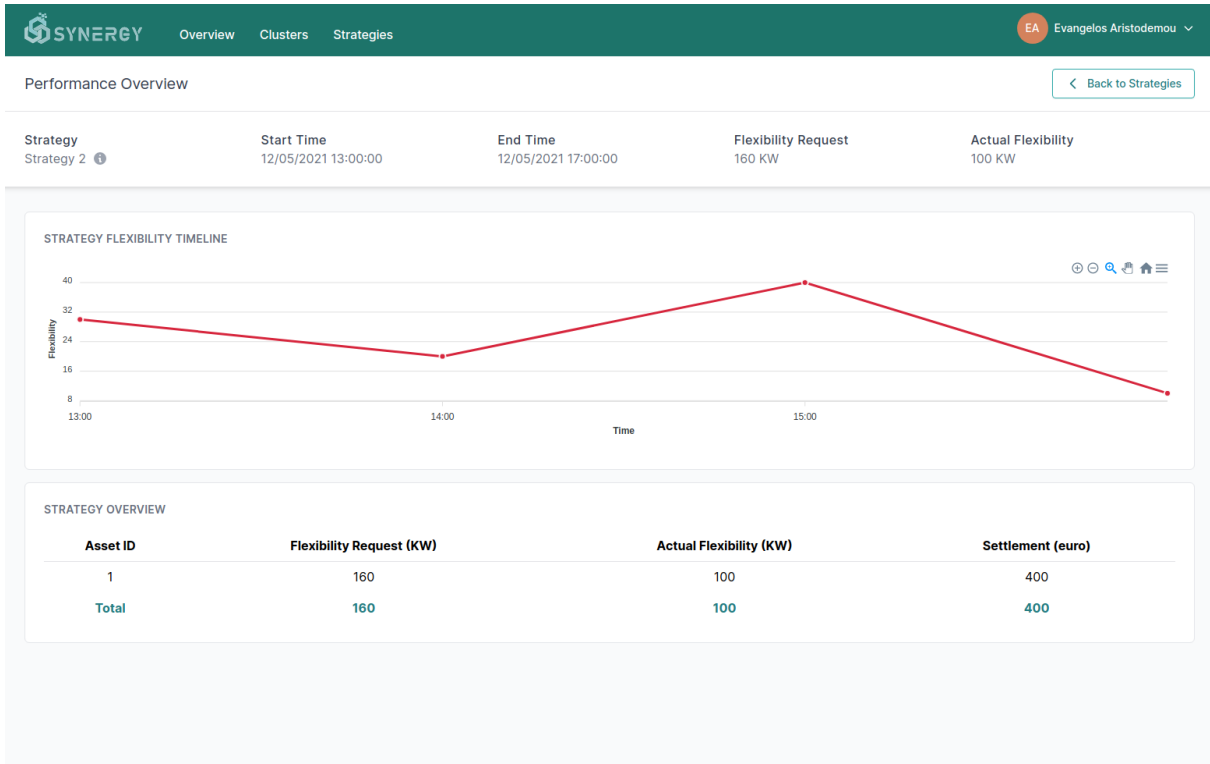 SYNERGY Overview Clusters Strategies EA Evangelos Aristodemou
Performance Overview Back to Strategies
Strategy Start Time End Time Flexibility Request Actual Flexibility
Strategy 2 12/05/2021 13:00:00 12/05/2021 17:00:00 160 KW 100 KW
STRATEGY FLEXIBILITY TIMELINE
40
32
24
16
8
Flexibility
13:00 14:00 15:00
Time
STRATEGY OVERVIEW
Asset ID Flexibility Request (KW) Actual Flexibility (KW) Settlement (euro)
1 160 100 400
Total 160 100 400